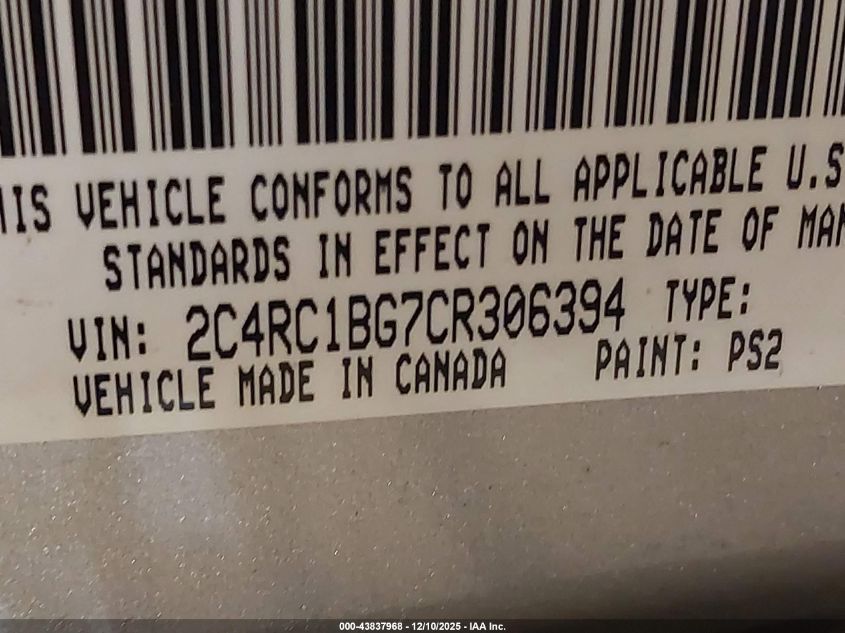 HIS VEHICLE CONFORMS TO ALL APPLICABLE U.S
STANDARDS IN EFFECT ON THE DATE OF MAN
VIN: 2C4RC1BG7CR306394 TYPE:
VEHICLE MADE IN CANADA PAINT: PS2
000-43837968 - 12/10/2025 - IAA Inc.